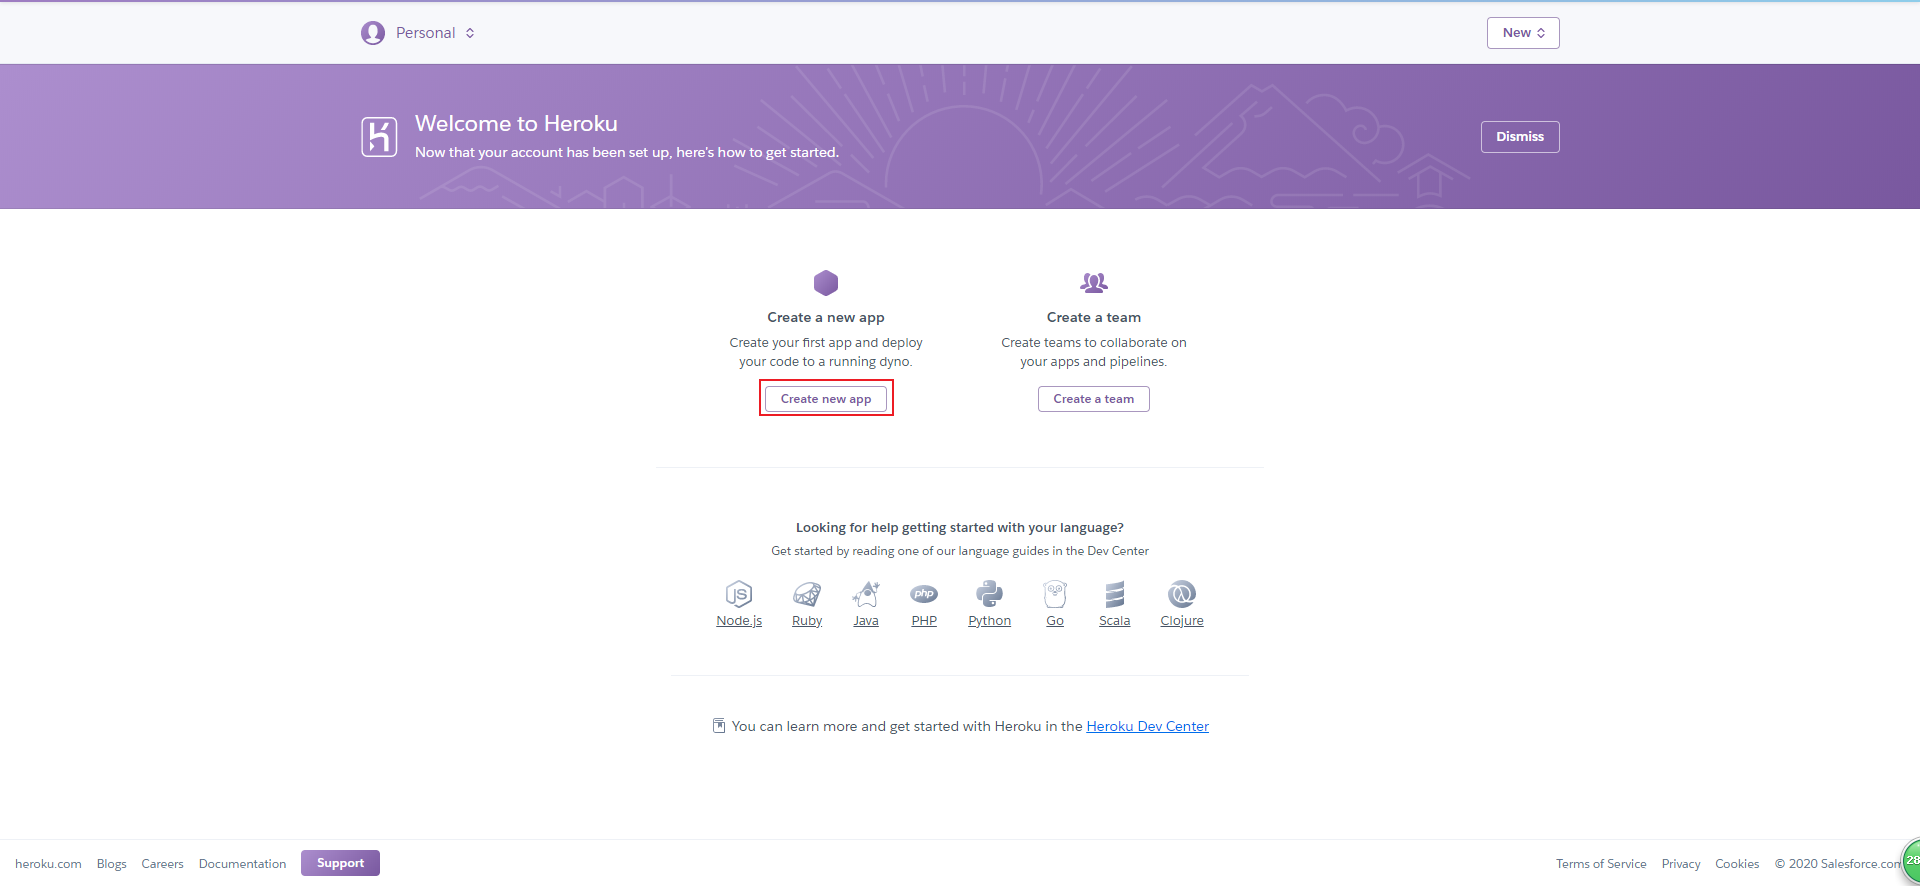 Personal
New
Welcome to Heroku
Now that your account has been set up, here's how to get started.
Dismiss
Create a new app
Create your first app and deploy
your code to a running dyno.
Create new app
Create a team
Create teams to collaborate on
your apps and pipelines.
Create a team
Looking for help getting started with your language?
Get started by reading one of our language guides in the Dev Center
JS
php
Node.js
Ruby
Java
PHP
Python
Go
Scala
Clojure
You can learn more and get started with Heroku in the Heroku Dev Center
heroku.com
Blogs
Careers
Documentation
Support
Terms of Service
Privacy
Cookies
© 2020 Salesforce.com
28